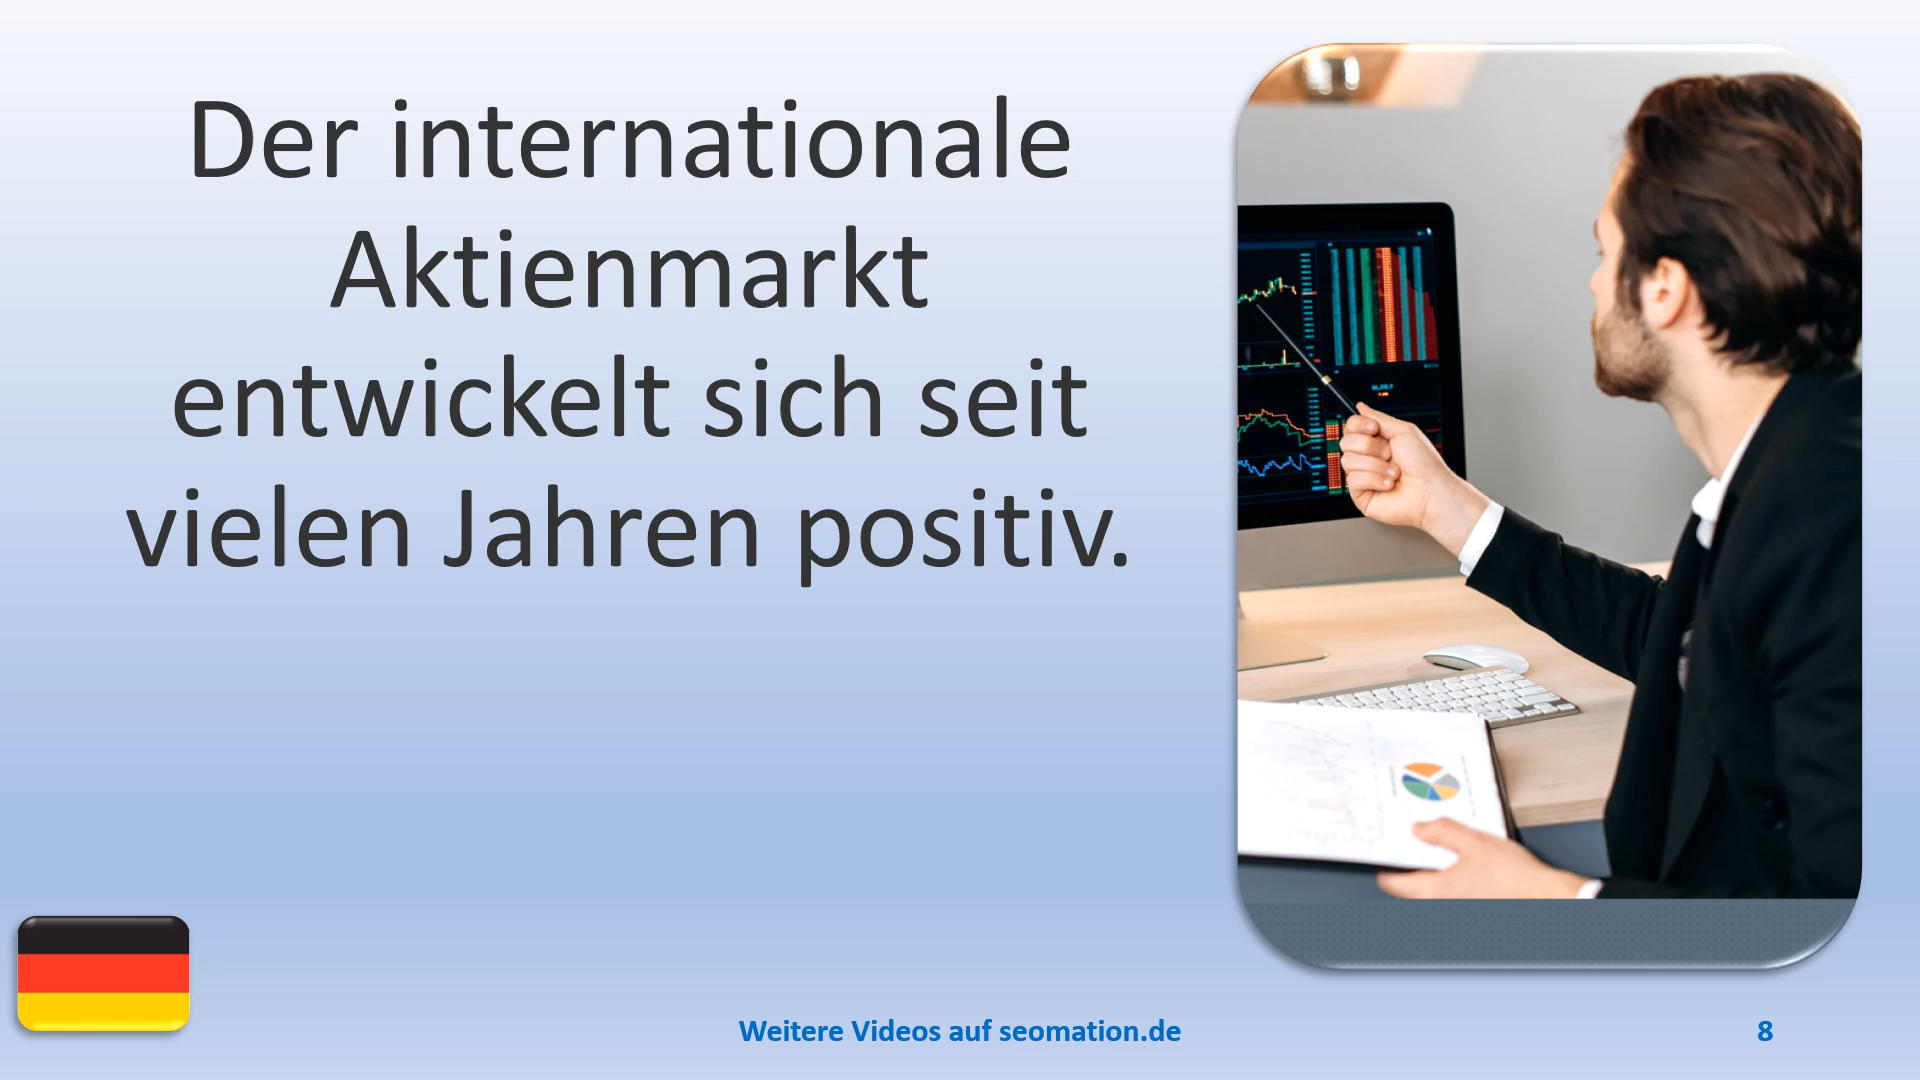 Der internationale
Aktienmarkt
entwickelt sich seit
vielen Jahren positiv.
Weitere Videos auf seomation.de
8